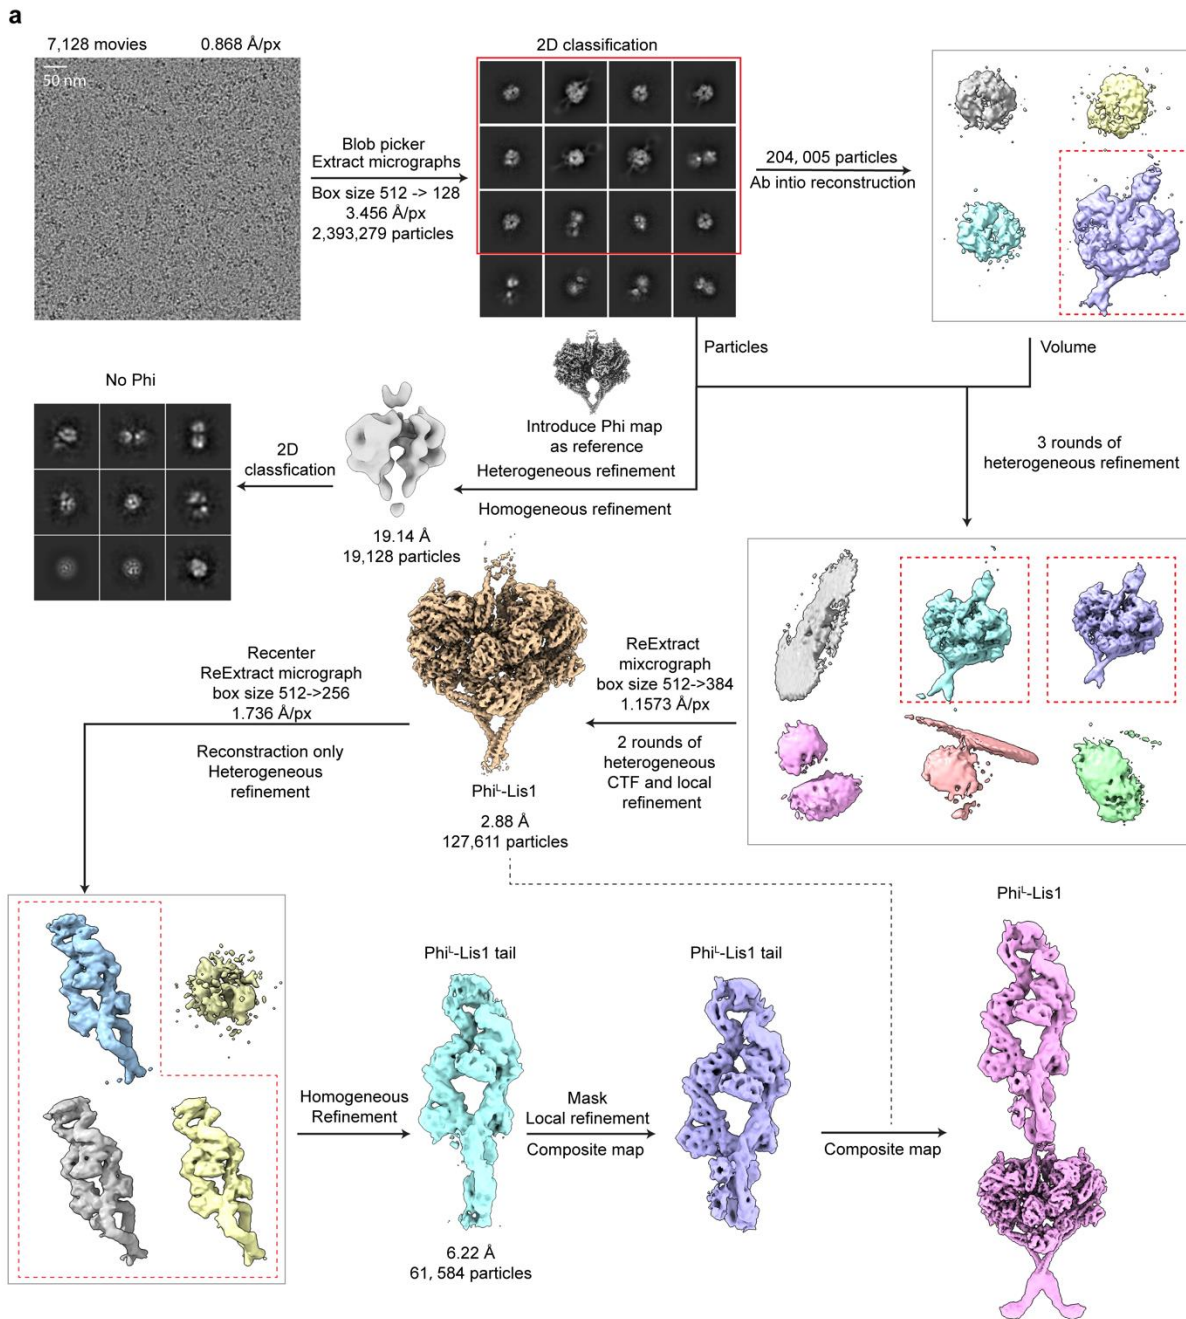 a
7,128 movies 0.868 Å/px
50 nm
Blob picker
Extract micrographs
Box size 512 -> 128
3.456 Å/px
2,393,279 particles
2D classification
204, 005 particles
Ab intio reconstruction
Particles
Volume
Introduce Phi map
as reference
Heterogeneous refinement
Homogeneous refinement
3 rounds of
heterogeneous refinement
No Phi
2D
classfication
19.14 Å
19,128 particles
Recenter
ReExtract micrograph
box size 512->256
1.736 Å/px
Reconstraction only
Heterogeneous
refinement
Phiᴸ-Lis1
2.88 Å
127,611 particles
ReExtract
mixcrograph
box size 512->384
1.1573 Å/px
2 rounds of
heterogeneous
CTF and local
refinement
Homogeneous
Refinement
Phiᴸ-Lis1 tail
6.22 Å
61, 584 particles
Mask
Local refinement
Composite map
Phiᴸ-Lis1 tail
Composite map
Phiᴸ-Lis1